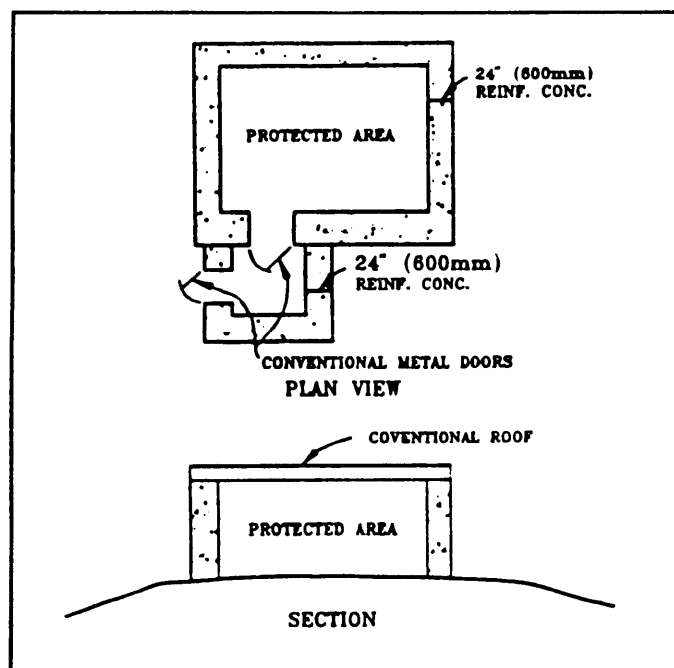 24" (600mm)
REINF. CONC.
PROTECTED AREA
24" (600mm)
REINF. CONC.
CONVENTIONAL METAL DOORS
PLAN VIEW
COVENTIONAL ROOF
PROTECTED AREA
SECTION